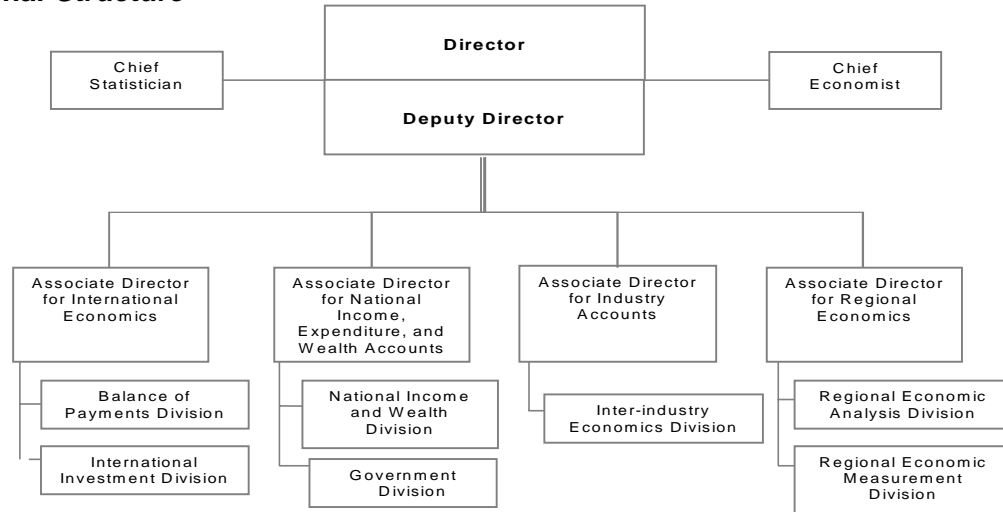 Structure
Director
Chief
Statistician
Chief
Economist
Deputy Director
Associate Director
for International
Economics
Associate Director
for National
Income,
Expenditure, and
Wealth Accounts
Associate Director
for Industry
Accounts
Associate Director
for Regional
Economics
Balance of
Payments Division
International
Investment Division
National Income
and Wealth
Division
Government
Division
Inter-industry
Economics Division
Regional Economic
Analysis Division
Regional Economic
Measurement
Division